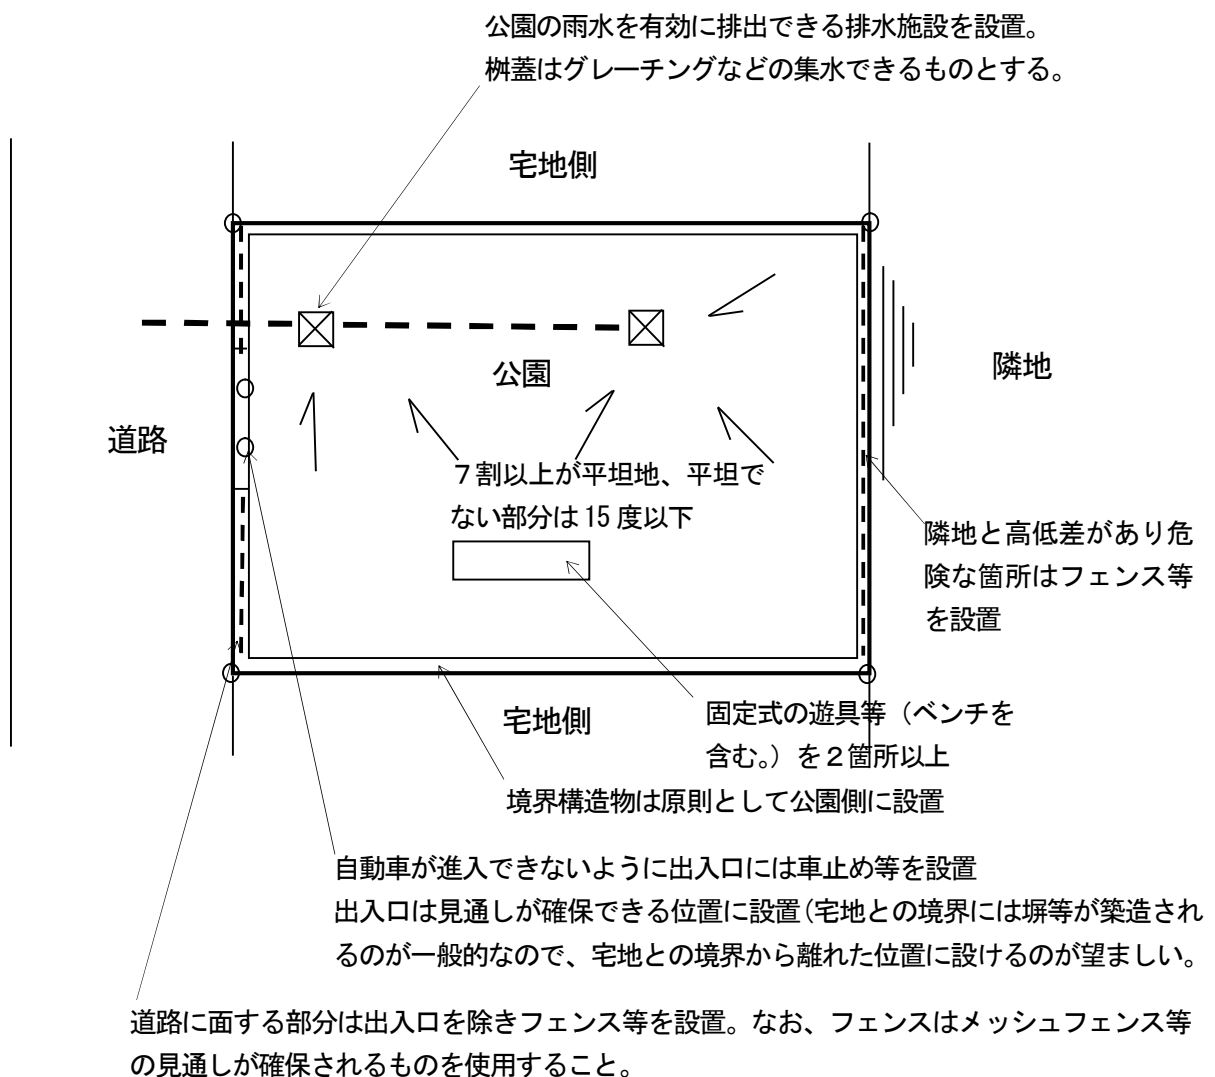 公園の雨水を有効に排出できる排水施設を設置。
桝蓋はグレーチングなどの集水できるものとする。
宅地側
公園
隣地
道路
７割以上が平坦地、平坦で
ない部分は 15 度以下
隣地と高低差があり危
険な箇所はフェンス等
を設置
宅地側
固定式の遊具等（ベンチを
含む。）を２箇所以上
境界構造物は原則として公園側に設置
自動車が進入できないように出入口には車止め等を設置
出入口は見通しが確保できる位置に設置（宅地との境界には塀等が築造され
るのが一般的なので、宅地との境界から離れた位置に設けるのが望ましい。
道路に面する部分は出入口を除きフェンス等を設置。なお、フェンスはメッシュフェンス等
の見通しが確保されるものを使用すること。